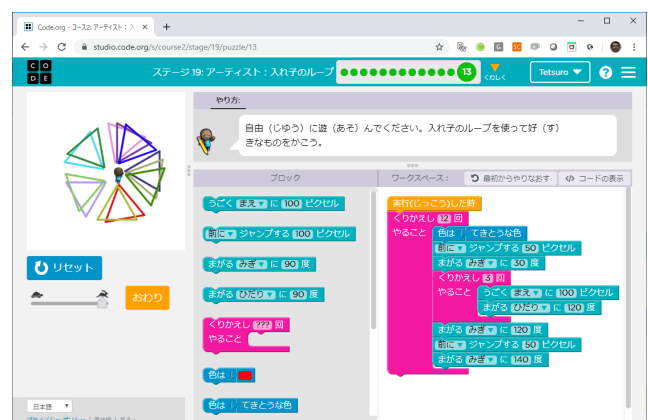 Code.org - コース2: アーティスト: 入れ
studio.code.org/s/course2/stage/19/puzzle/13
C O
D E
ステージ 19: アーティスト：入れ子のループ
13
くわしく
Tetsuro
?
やり方:
自由（じゆう）に遊（あそ）んでください。入れ子のループを使って好（す）
きなものをかこう。
ブロック
ワークスペース：
最初からやりなおす
コードの表示
うごく まえ に 100 ピクセル
前に ジャンプする 100 ピクセル
まがる みぎ に 90 度
まがる ひだり に 90 度
くりかえし ??? 回
やること
色は
色は てきとうな色
実行(じっこう)した時
くりかえし 12 回
やること 色は てきとうな色
前に ジャンプする 50 ピクセル
まがる みぎ に 30 度
くりかえし 3 回
やること うごく まえ に 100 ピクセル
まがる ひだり に 120 度
まがる みぎ に 120 度
前に ジャンプする 50 ピクセル
まがる みぎ に 140 度
リセット
おわり
日本語